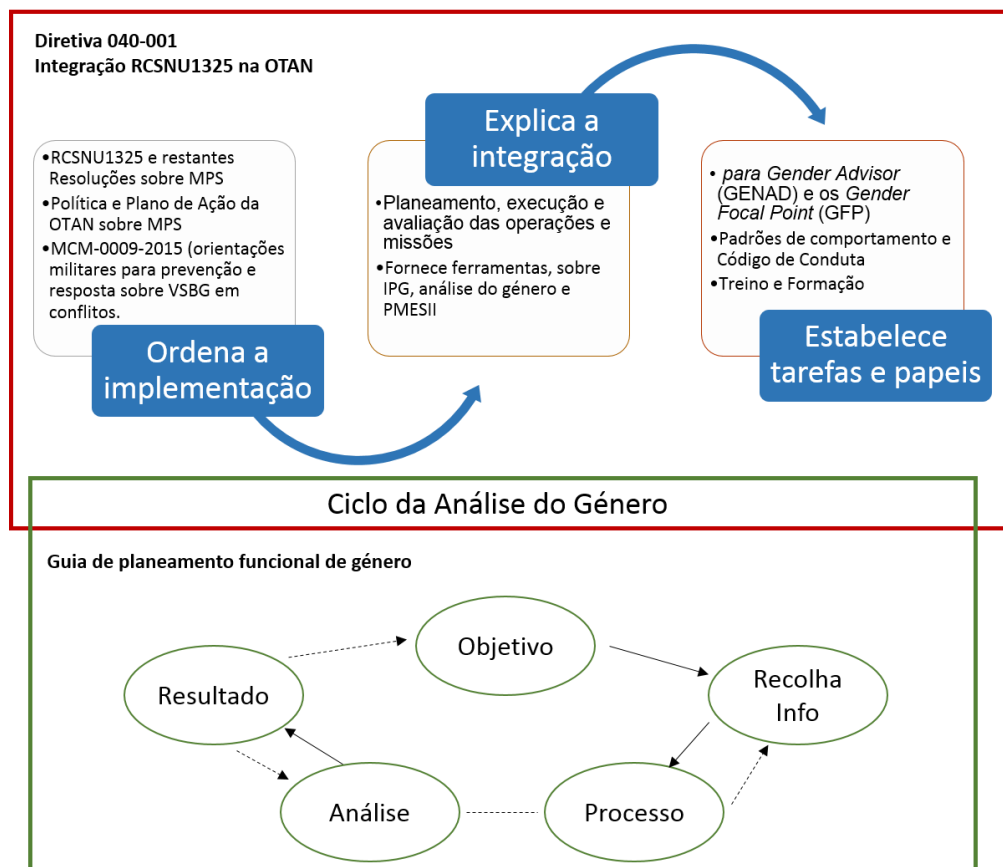 Diretiva 040-001
Integração RCSNU1325 na OTAN
•RCSNU1325 e restantes
Resoluções sobre MPS
•Política e Plano de Ação da
OTAN sobre MPS
•MCM-0009-2015 (orientações
militares para prevenção e
resposta sobre VSBG em
conflitos.
Ordena a
implementação
Explica a
integração
•Planeamento, execução e
avaliação das operações e
missões
•Fornece ferramentas, sobre
IPG, análise do género e
PMESII
• para Gender Advisor
(GENAD) e os Gender
Focal Point (GFP)
•Padrões de comportamento e
Código de Conduta
•Treino e Formação
Estabelece
tarefas e papeis
Ciclo da Análise do Género
Guia de planeamento funcional de género
Objetivo
Resultado
Recolha
Info
Análise
Processo